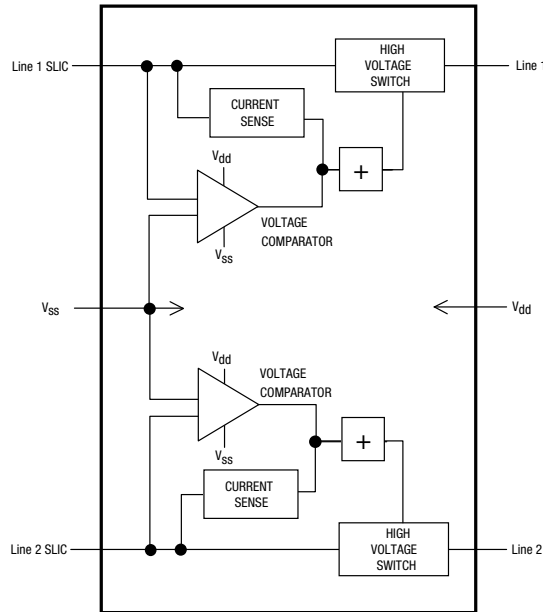 HIGH
VOLTAGE
SWITCH
Line 1 SLIC
Line 1
CURRENT
SENSE
Vdd
+
VOLTAGE
COMPARATOR
Vss
Vss
Vdd
Vdd
VOLTAGE
COMPARATOR
+
Vss
CURRENT
SENSE
Line 2 SLIC
HIGH
VOLTAGE
SWITCH
Line 2